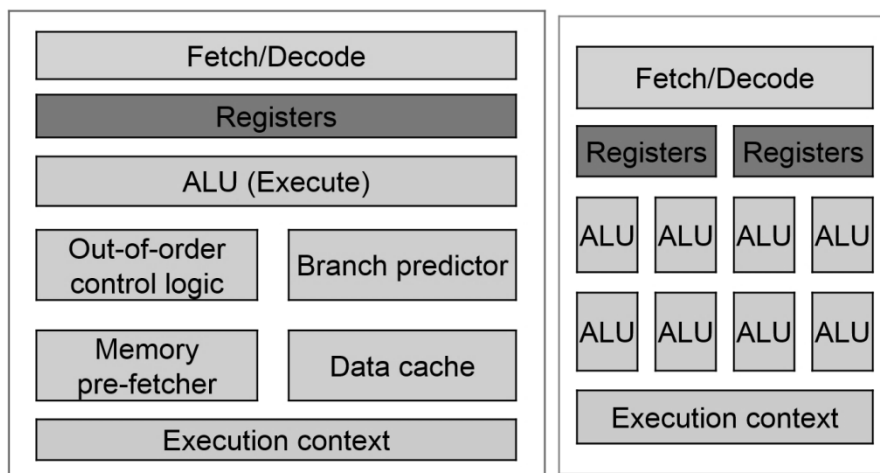 Fetch/Decode
Registers
ALU (Execute)
Out-of-order
control logic
Branch predictor
Memory
pre-fetcher
Data cache
Execution context
Fetch/Decode
Registers Registers
ALU ALU ALU ALU
ALU ALU ALU ALU
Execution context